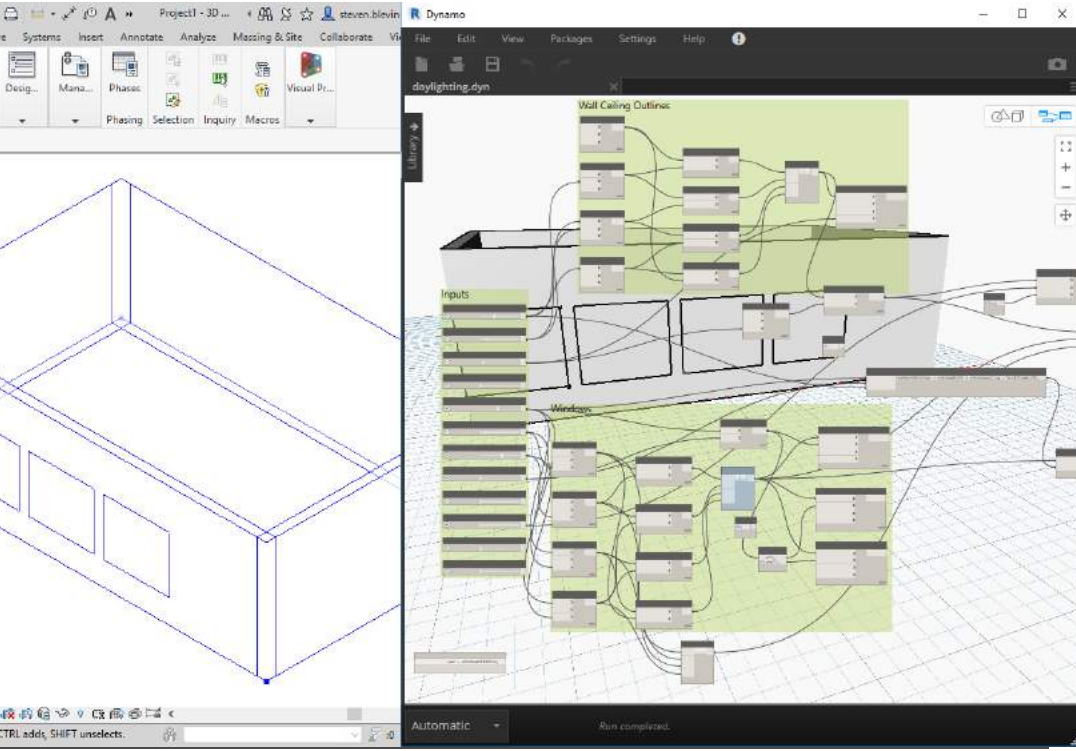 Project1 - 3D ...
steven.blevin
Systems Insert Annotate Analyze Massing & Site Collaborate
Desig... Mana... Phases Visual Pr...
Phasing Selection Inquiry Macros
CTRL adds, SHIFT unselects.
:0
Dynamo
File Edit View Packages Settings Help
daylighting.dyn
Library
Wall Ceiling Outlines
Inputs
Windows
Automatic
Run completed.